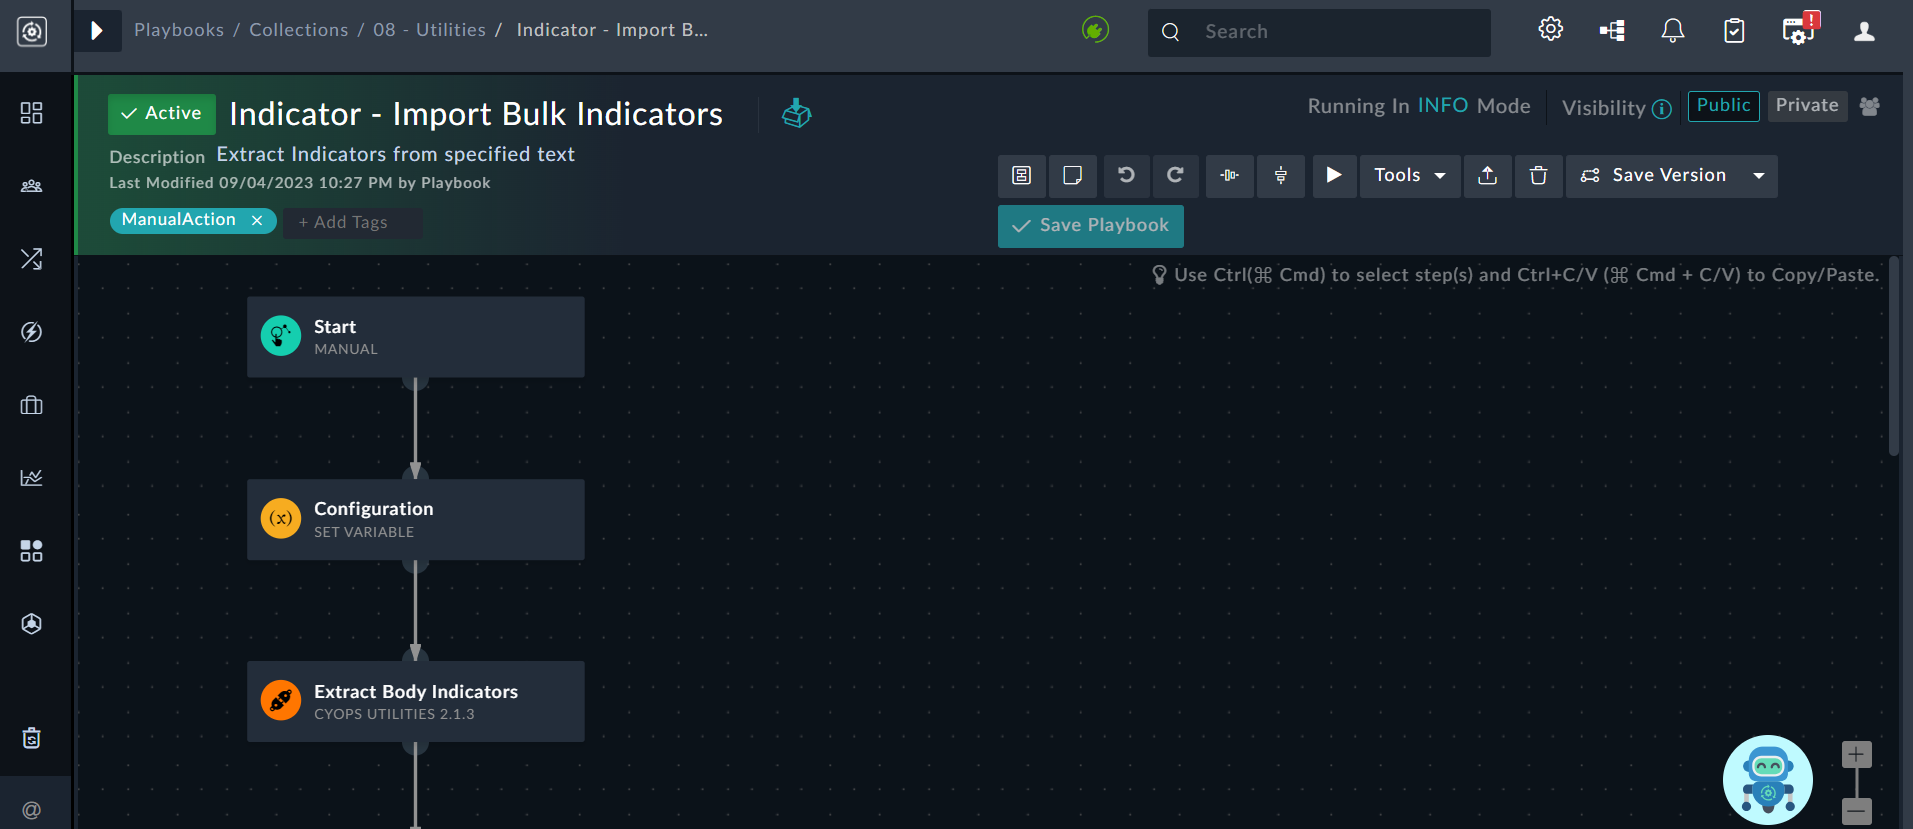 Playbooks / Collections / 08 - Utilities / Indicator - Import B...
Search
!
Active
Indicator - Import Bulk Indicators
Running In INFO Mode
Visibility
Public
Private
Description Extract Indicators from specified text
Last Modified 09/04/2023 10:27 PM by Playbook
Tools
Save Version
ManualAction ×
+ Add Tags
Save Playbook
Use Ctrl(⌘ Cmd) to select step(s) and Ctrl+C/V (⌘ Cmd + C/V) to Copy/Paste.
Start
MANUAL
(x)
Configuration
SET VARIABLE
Extract Body Indicators
CYOPS UTILITIES 2.1.3
@